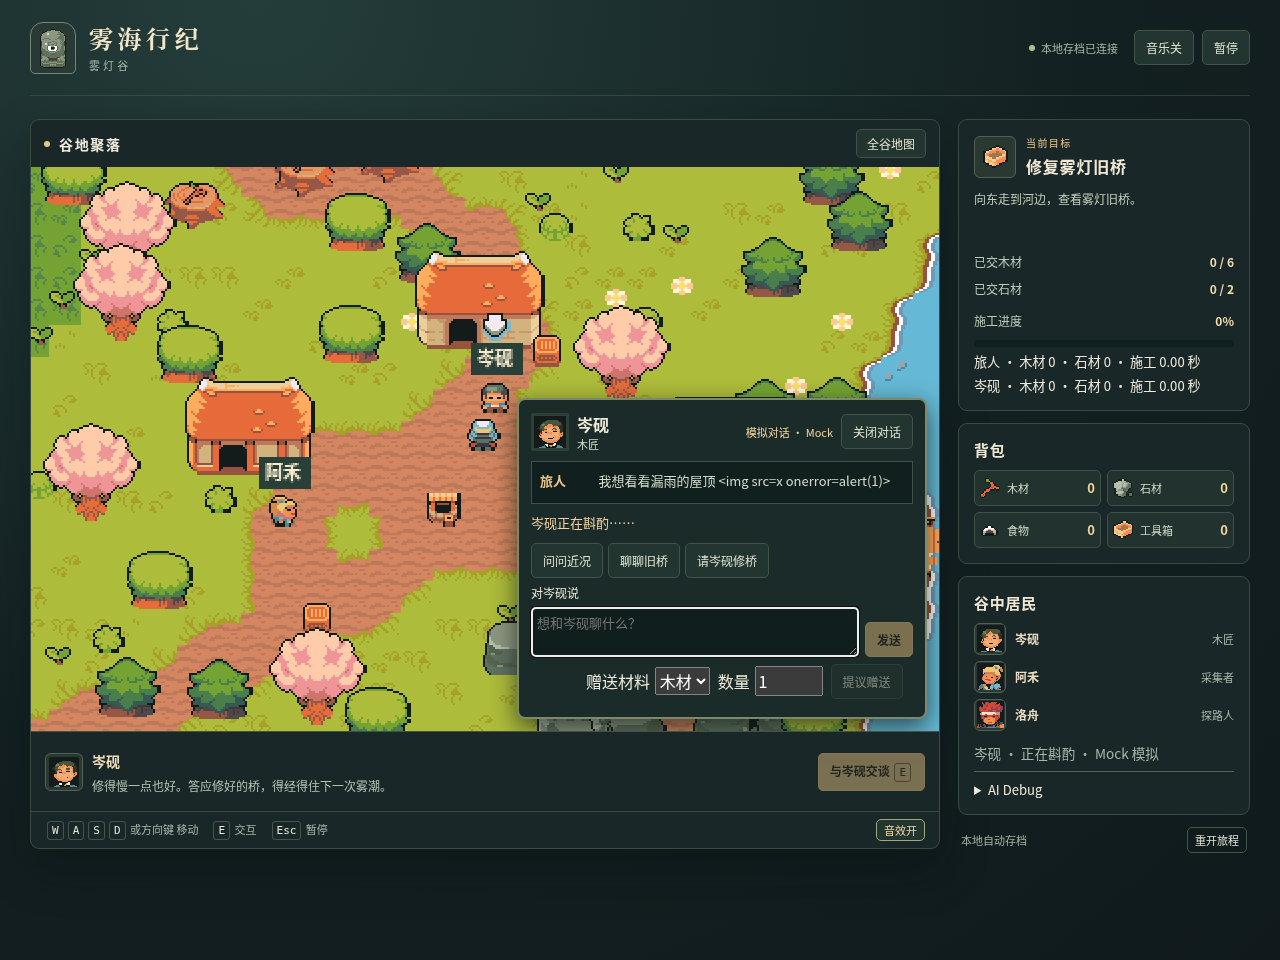 雾海行纪
雾灯谷
本地存档已连接
音乐关
暂停
谷地聚落
全谷地图
岑砚
阿禾
岑砚
木匠
模拟对话 · Mock
关闭对话
旅人 我想看看漏雨的屋顶 <img src=x onerror=alert(1)>
岑砚正在斟酌……
问问近况
聊聊旧桥
请岑砚修桥
对岑砚说
想和岑砚聊什么?
发送
赠送材料 木材 数量 1 提议赠送
岑砚
修得慢一点也好。答应修好的桥，得经得住下一次雾潮。
与岑砚交谈 E
W A S D 或方向键 移动 E 交互 Esc 暂停
音效开
当前目标
修复雾灯旧桥
向东走到河边，查看雾灯旧桥。
已交木材 0 / 6
已交石材 0 / 2
施工进度 0%
旅人 · 木材 0 · 石材 0 · 施工 0.00 秒
岑砚 · 木材 0 · 石材 0 · 施工 0.00 秒
背包
木材 0
石材 0
食物 0
工具箱 0
谷中居民
岑砚 木匠
阿禾 采集者
洛舟 探路人
岑砚 · 正在斟酌 · Mock 模拟
AI Debug
本地自动存档
重开旅程